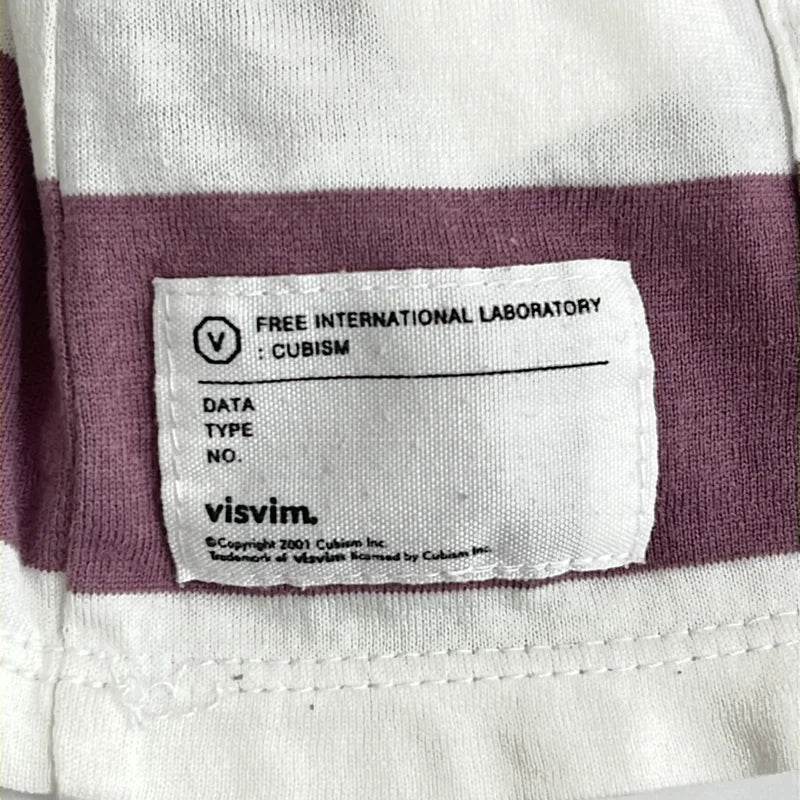 V
FREE INTERNATIONAL LABORATORY
: CUBISM
DATA
TYPE
NO.
visvim.
©Copyright 2001 Cubism Inc.
Trademark of visvim licensed by Cubism Inc.